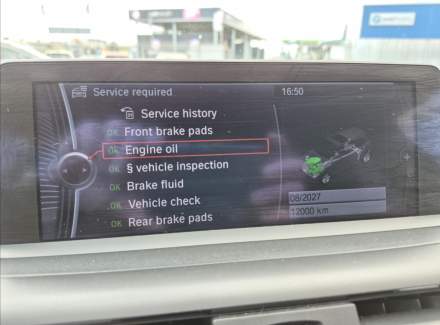 Service required
16:50
Service history
OK Front brake pads
OK Engine oil
OK § vehicle inspection
OK Brake fluid
OK Vehicle check
OK Rear brake pads
08/2027
12000 km